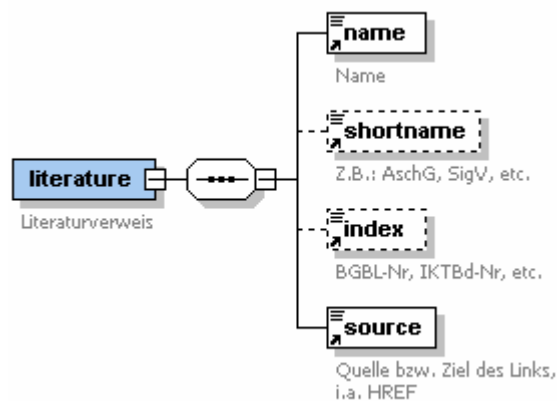 name
Name
shortname
Z.B.: AschG, SigV, etc.
literature
Literaturverweis
index
BGBL-Nr, IKTBd-Nr, etc.
source
Quelle bzw. Ziel des Links,
i.a. HREF